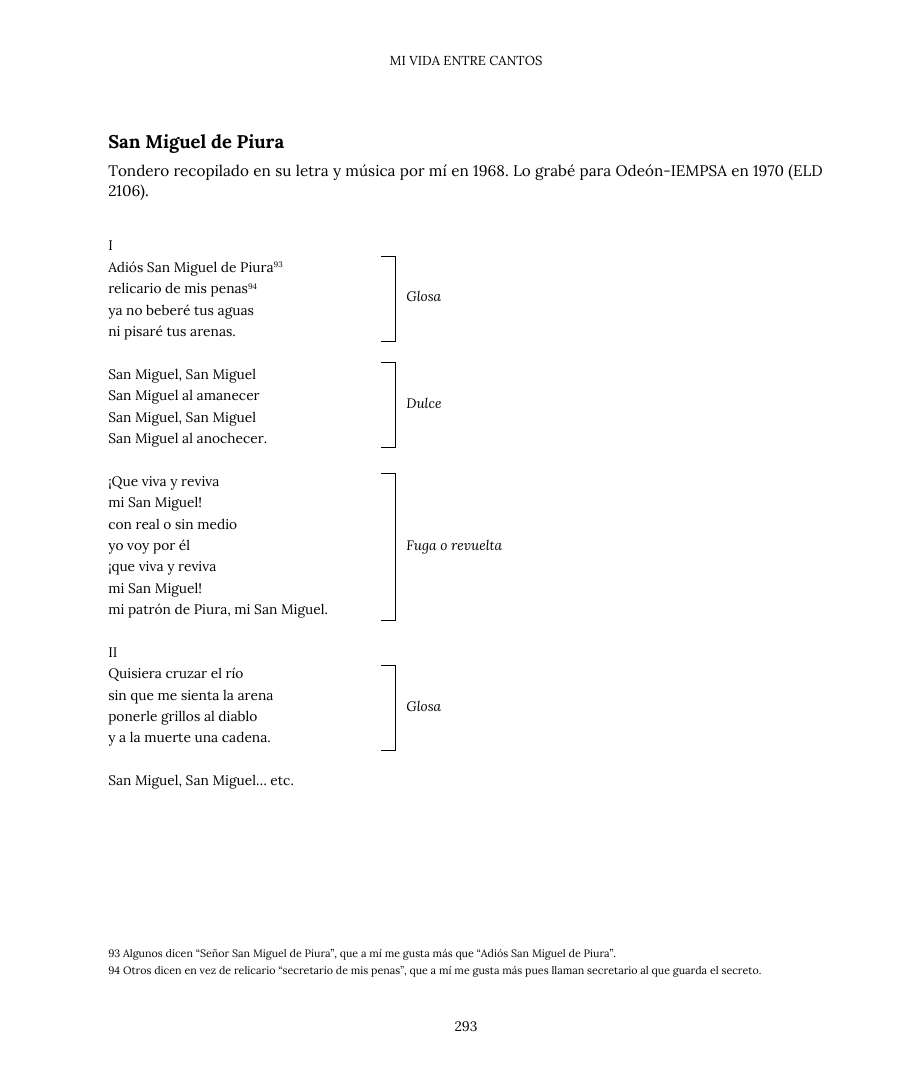 MI VIDA ENTRE CANTOS
San Miguel de Piura
Tondero recopilado en su letra y música por mí en 1968. Lo grabé para Odeón-IEMPSA en 1970 (ELD
2106).
I
Adiós San Miguel de Piura⁹³
relicario de mis penas⁹⁴
ya no beberé tus aguas
ni pisaré tus arenas.
Glosa
San Miguel, San Miguel
San Miguel al amanecer
San Miguel, San Miguel
San Miguel al anochecer.
Dulce
¡Que viva y reviva
mi San Miguel!
con real o sin medio
yo voy por él
¡que viva y reviva
mi San Miguel!
mi patrón de Piura, mi San Miguel.
Fuga o revuelta
II
Quisiera cruzar el río
sin que me sienta la arena
ponerle grillos al diablo
y a la muerte una cadena.
Glosa
San Miguel, San Miguel... etc.
93 Algunos dicen “Señor San Miguel de Piura”, que a mí me gusta más que “Adiós San Miguel de Piura”.
94 Otros dicen en vez de relicario “secretario de mis penas”, que a mí me gusta más pues llaman secretario al que guarda el secreto.
293